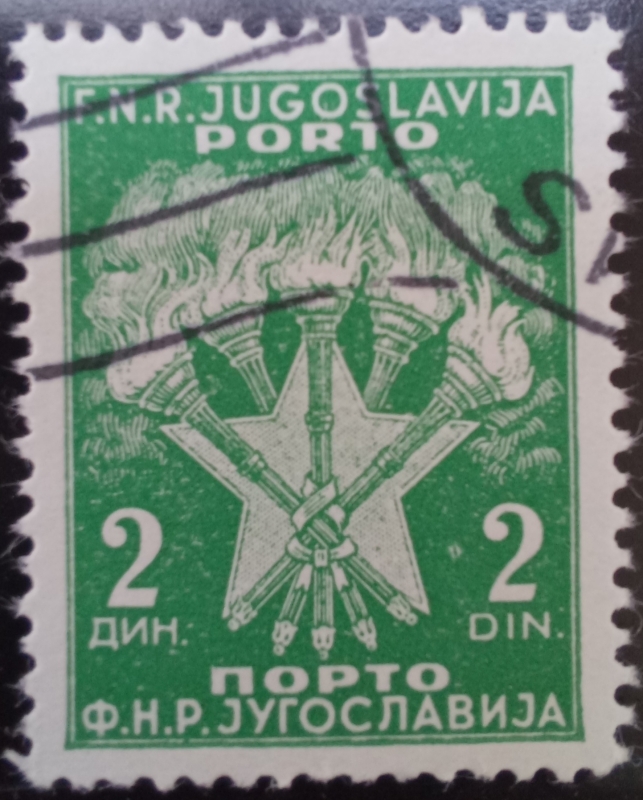 F.N.R. JUGOSLAVIJA
PORTO
2 2
ДИН. DIN.
ПОРТО
Ф.Н.Р. ЈУГОСЛАВИЈА